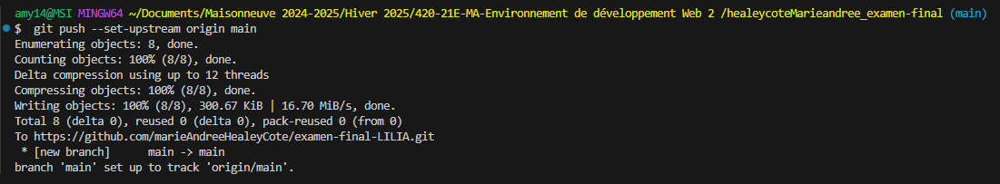 amy14@MSI MINGW64 ~/Documents/Maisonneuve 2024-2025/Hiver 2025/420-21E-MA-Environnement de développement Web 2 /healeycoteMarieandree_examen-final (main)
$  git push --set-upstream origin main
Enumerating objects: 8, done.
Counting objects: 100% (8/8), done.
Delta compression using up to 12 threads
Compressing objects: 100% (8/8), done.
Writing objects: 100% (8/8), 300.67 KiB | 16.70 MiB/s, done.
Total 8 (delta 0), reused 0 (delta 0), pack-reused 0 (from 0)
To https://github.com/marieAndreeHealeyCote/examen-final-LILIA.git
 * [new branch]      main -> main
branch 'main' set up to track 'origin/main'.